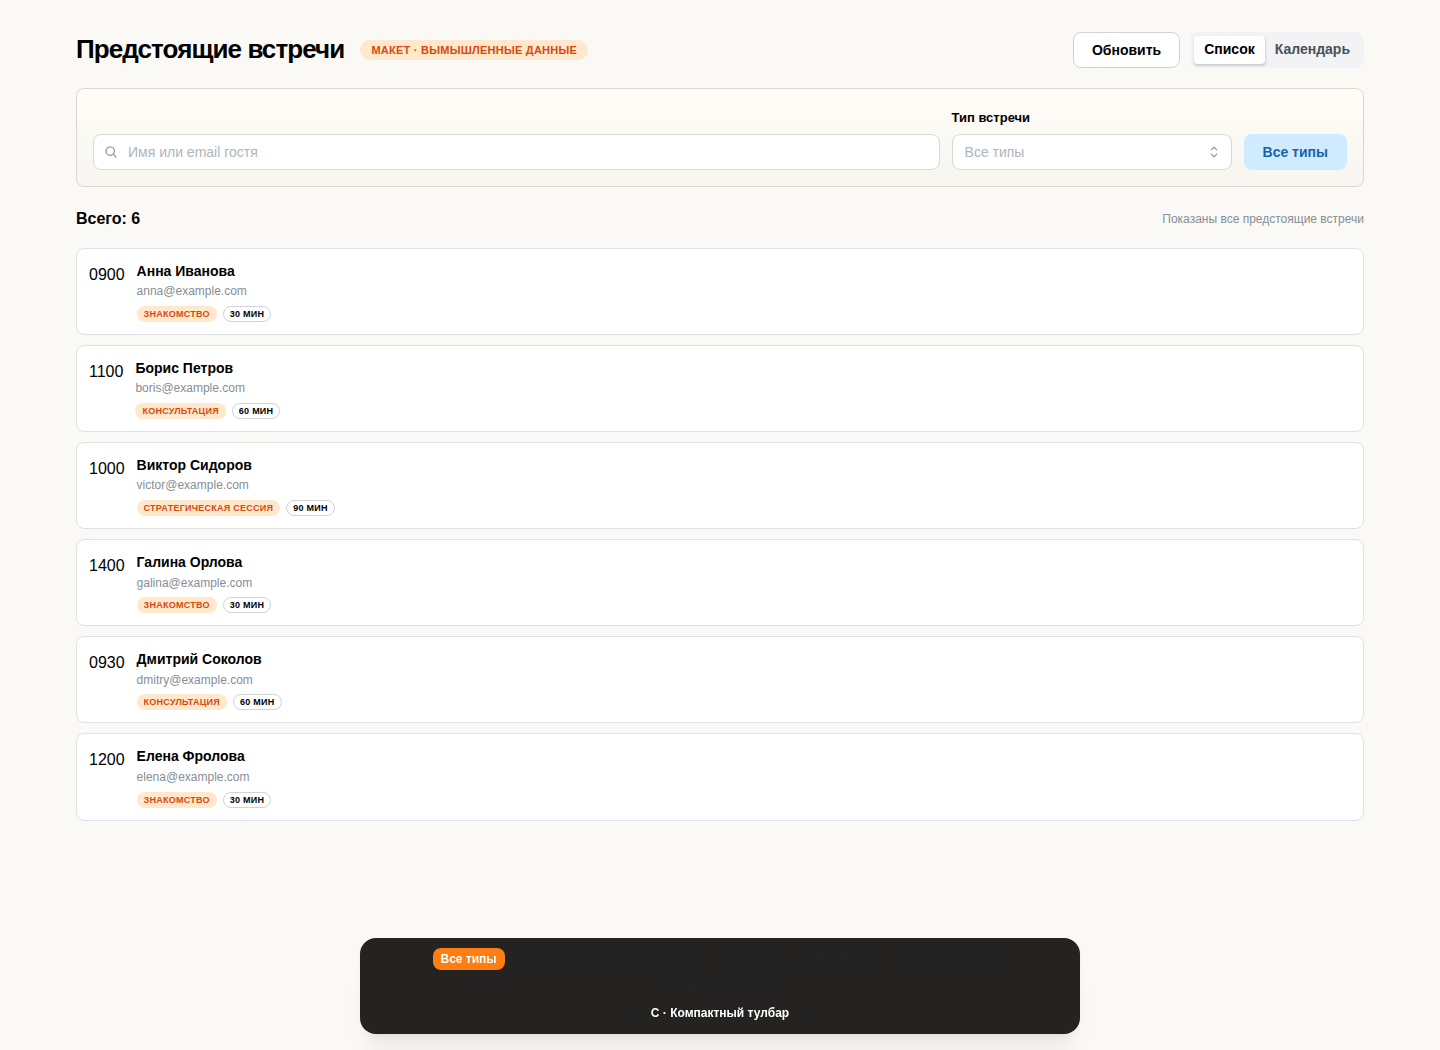 Предстоящие встречи
МАКЕТ · ВЫМЫШЛЕННЫЕ ДАННЫЕ
Обновить
Список
Календарь
Тип встречи
Имя или email гостя
Все типы
Все типы
Всего: 6
Показаны все предстоящие встречи
0900
Анна Иванова
anna@example.com
ЗНАКОМСТВО
30 МИН
1100
Борис Петров
boris@example.com
КОНСУЛЬТАЦИЯ
60 МИН
1000
Виктор Сидоров
victor@example.com
СТРАТЕГИЧЕСКАЯ СЕССИЯ
90 МИН
1400
Галина Орлова
galina@example.com
ЗНАКОМСТВО
30 МИН
0930
Дмитрий Соколов
dmitry@example.com
КОНСУЛЬТАЦИЯ
60 МИН
1200
Елена Фролова
elena@example.com
ЗНАКОМСТВО
30 МИН
Все типы
C · Компактный тулбар